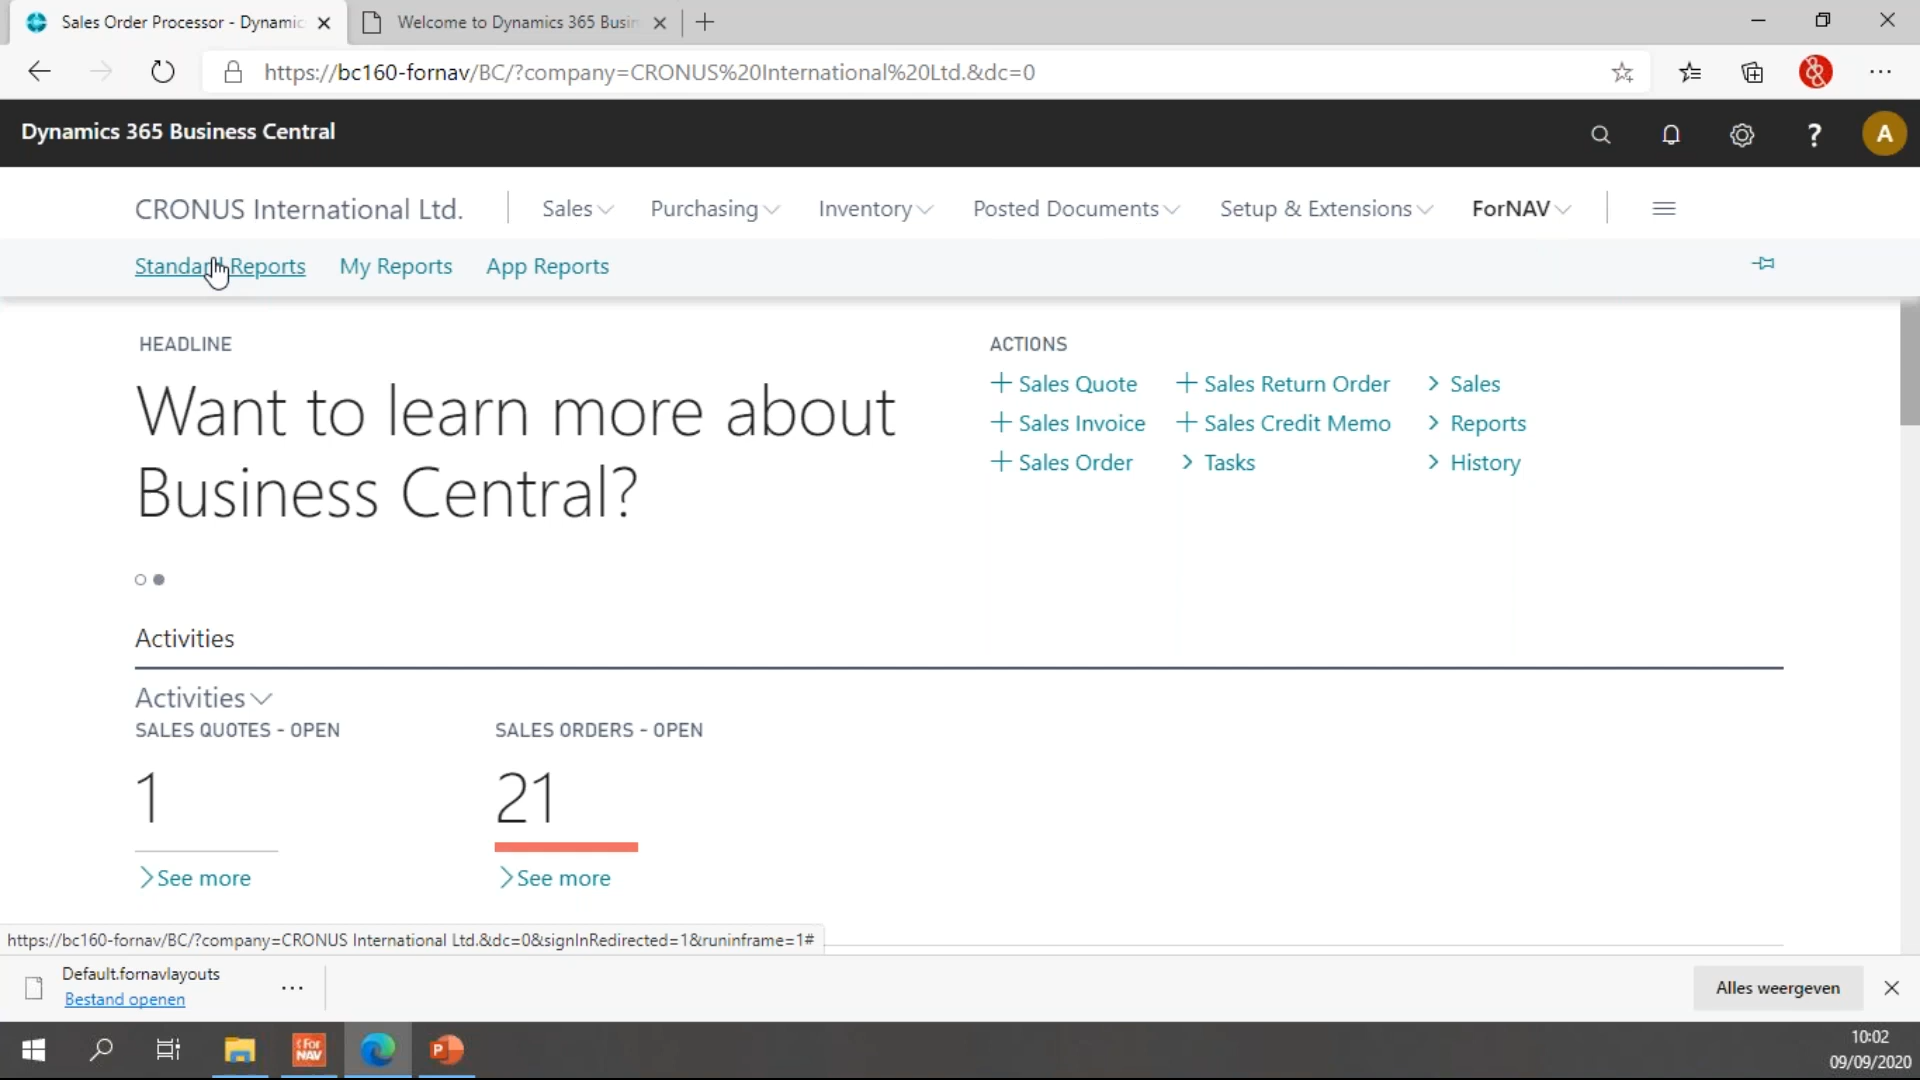 Sales Order Processor - Dynamic
Welcome to Dynamics 365 Busin
https://bc160-fornav/BC/?company=CRONUS%20International%20Ltd.&dc=0
Dynamics 365 Business Central
?
A
CRONUS International Ltd.
Sales
Purchasing
Inventory
Posted Documents
Setup & Extensions
ForNAV
Standard Reports
My Reports
App Reports
HEADLINE
Want to learn more about
Business Central?
ACTIONS
Sales Quote
Sales Return Order
Sales
Sales Invoice
Sales Credit Memo
Reports
Sales Order
Tasks
History
Activities
Activities
SALES QUOTES - OPEN
SALES ORDERS - OPEN
1
21
See more
See more
https://bc160-fornav/BC/?company=CRONUS International Ltd.&dc=0&signInRedirected=1&runinframe=1#
Default.fornavlayouts
Bestand openen
Alles weergeven
For
NAV
P
10:02
09/09/2020